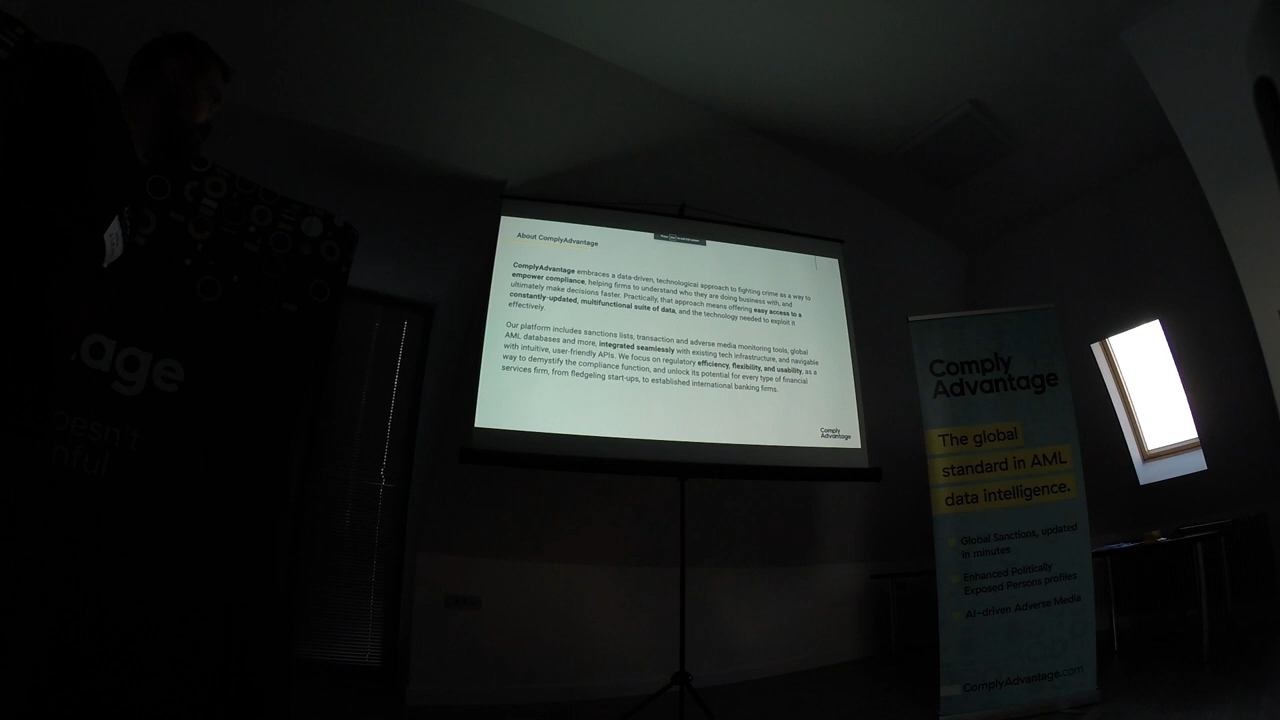 age
oesn't
nful
About ComplyAdvantage
ComplyAdvantage embraces a data-driven, technological approach to fighting crime as a way to
empower compliance, helping firms to understand who they are doing business with, and
ultimately make decisions faster. Practically, that approach means offering easy access to a
constantly-updated, multifunctional suite of data, and the technology needed to exploit it
effectively.
Our platform includes sanctions lists, transaction and adverse media monitoring tools, global
AML databases and more, integrated seamlessly with existing tech infrastructure, and navigable
with intuitive, user-friendly APIs. We focus on regulatory efficiency, flexibility, and usability, as a
way to demystify the compliance function, and unlock its potential for every type of financial
services firm, from fledgeling start-ups, to established international banking firms.
Comply
Advantage
Comply
Advantage
The global
standard in AML
data intelligence.
Global Sanctions, updated
in minutes
Enhanced Politically
Exposed Persons profiles
AI-driven Adverse Media
ComplyAdvantage.com